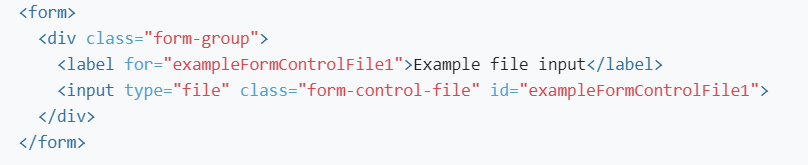 <form>
  <div class="form-group">
    <label for="exampleFormControlFile1">Example file input</label>
    <input type="file" class="form-control-file" id="exampleFormControlFile1">
  </div>
</form>